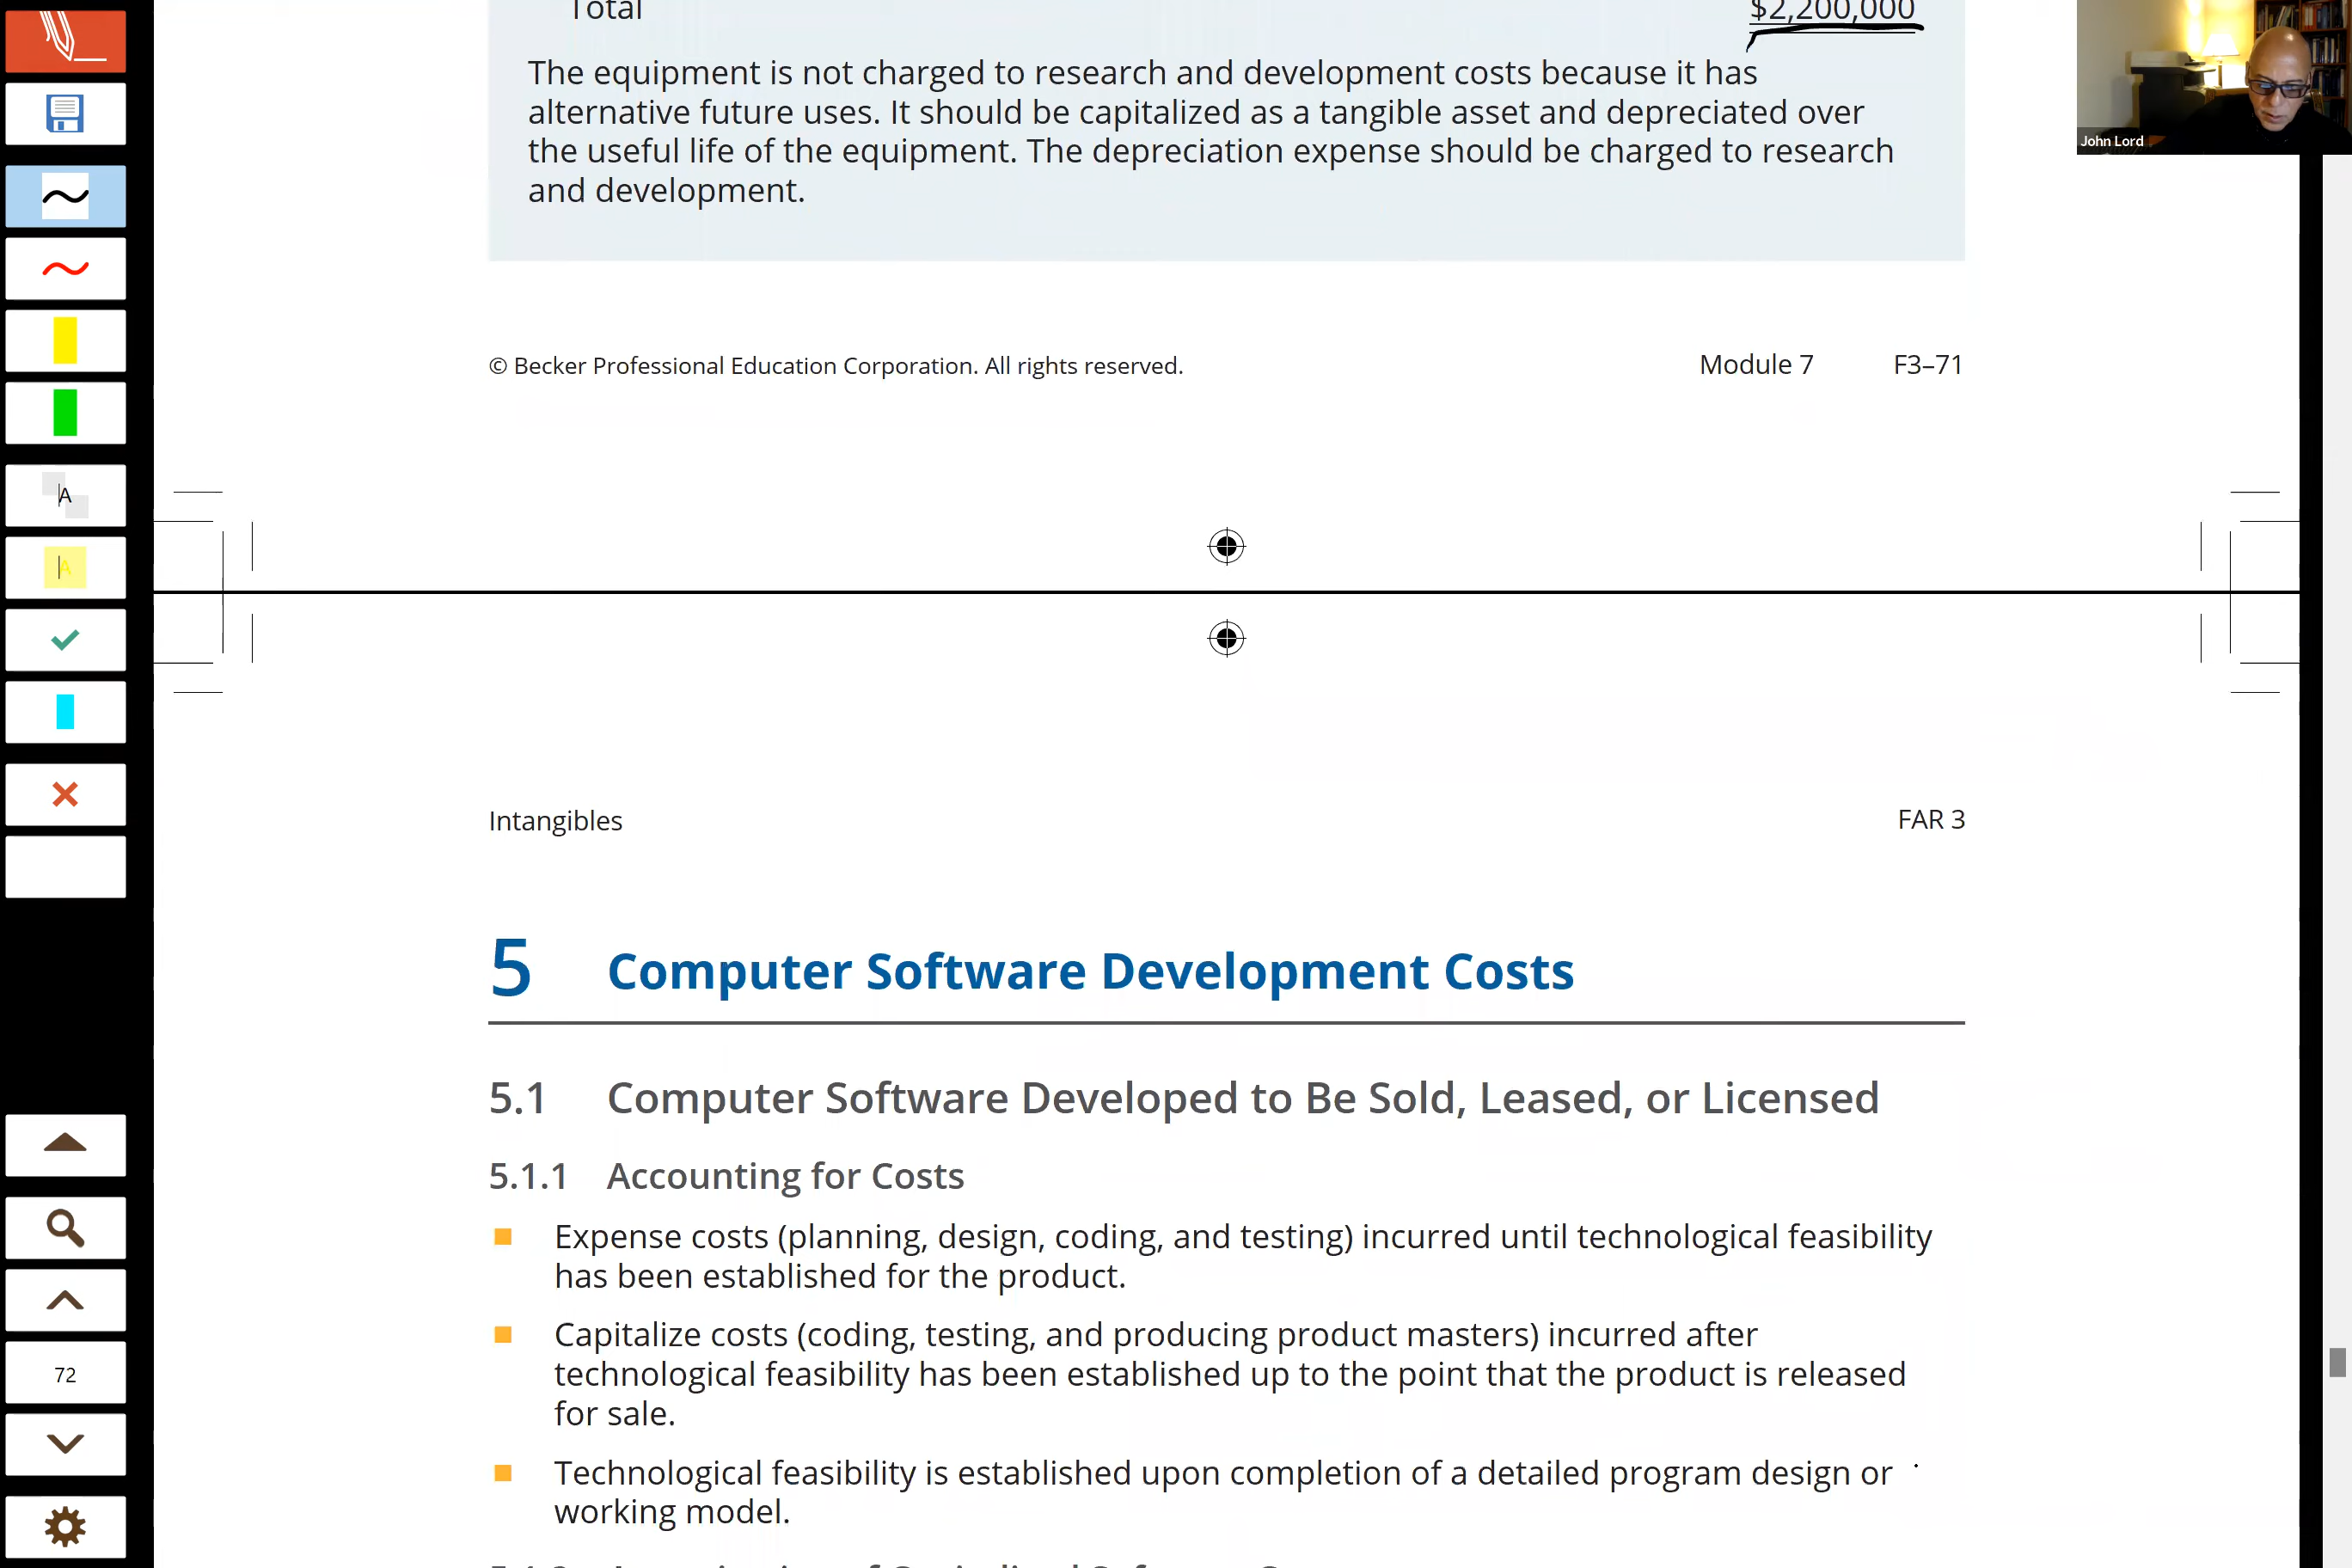 Total $2,200,000
The equipment is not charged to research and development costs because it has
alternative future uses. It should be capitalized as a tangible asset and depreciated over
the useful life of the equipment. The depreciation expense should be charged to research
and development.
John Lord
© Becker Professional Education Corporation. All rights reserved. Module 7 F3–71
A
A
Intangibles FAR 3
5 Computer Software Development Costs
5.1 Computer Software Developed to Be Sold, Leased, or Licensed
5.1.1 Accounting for Costs
Expense costs (planning, design, coding, and testing) incurred until technological feasibility
has been established for the product.
Capitalize costs (coding, testing, and producing product masters) incurred after
technological feasibility has been established up to the point that the product is released
for sale.
Technological feasibility is established upon completion of a detailed program design or
working model.
72